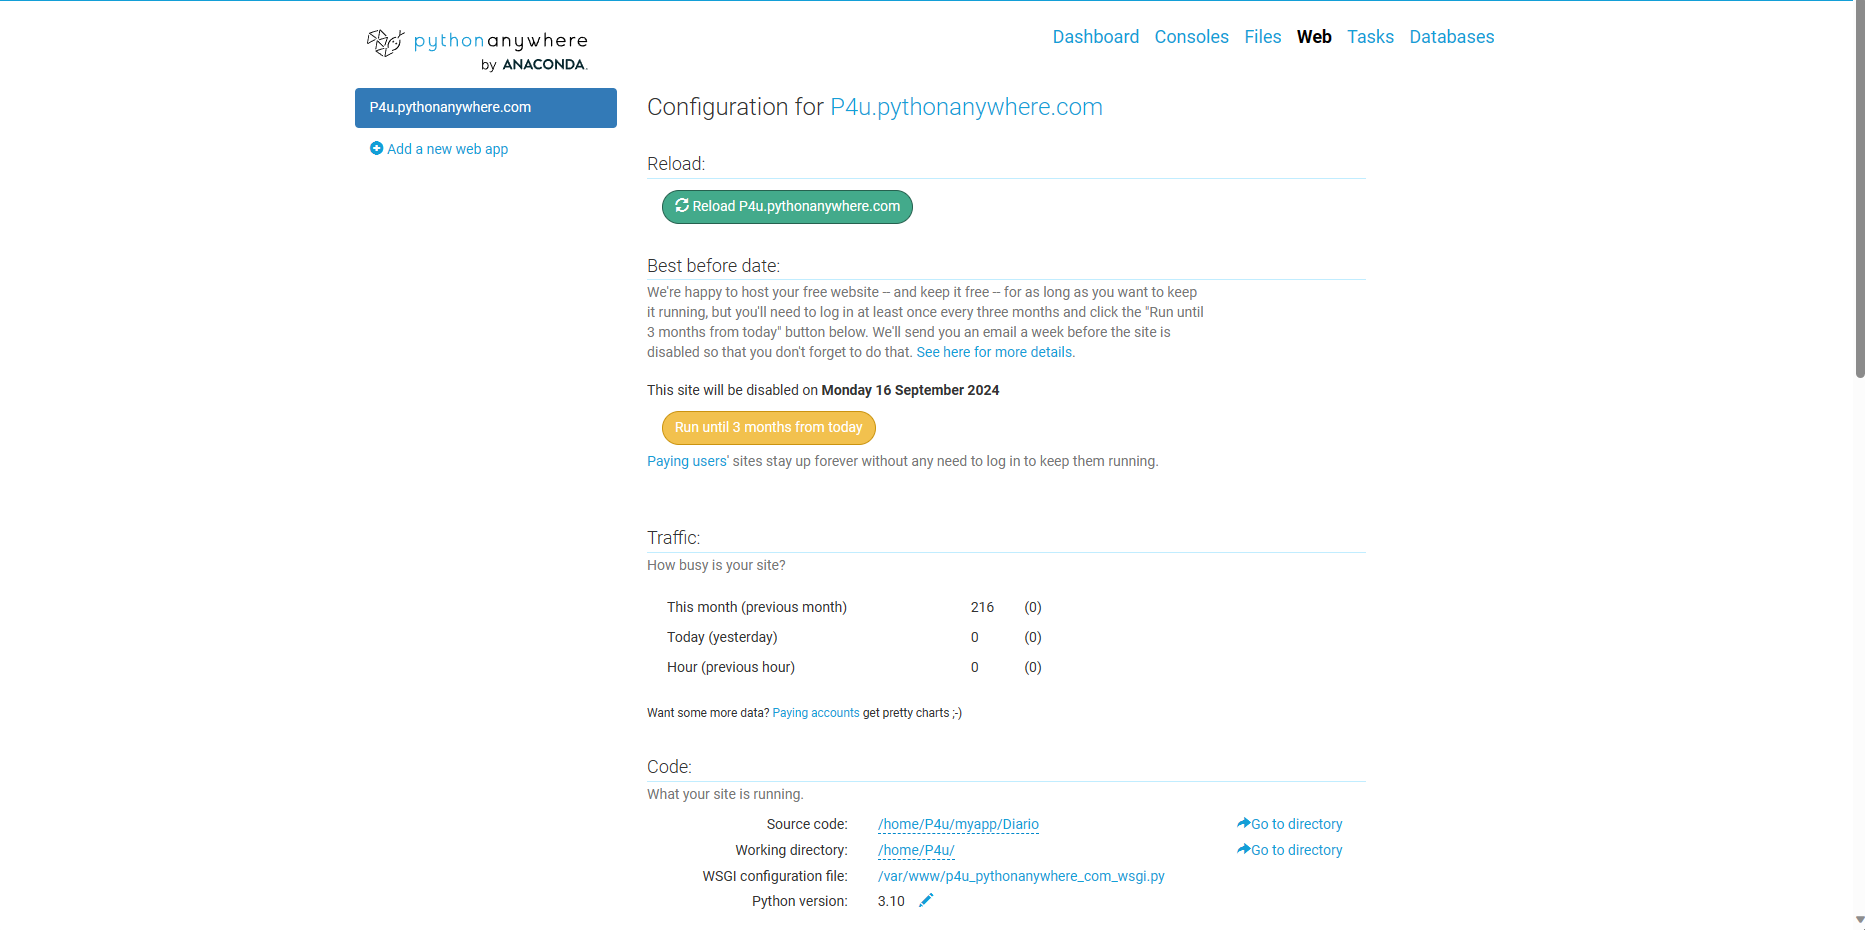 pythonanywhere
by ANACONDA.
Dashboard Consoles Files Web Tasks Databases
P4u.pythonanywhere.com
Add a new web app
Configuration for P4u.pythonanywhere.com
Reload:
Reload P4u.pythonanywhere.com
Best before date:
We're happy to host your free website -- and keep it free -- for as long as you want to keep
it running, but you'll need to log in at least once every three months and click the "Run until
3 months from today" button below. We'll send you an email a week before the site is
disabled so that you don't forget to do that. See here for more details.
This site will be disabled on Monday 16 September 2024
Run until 3 months from today
Paying users' sites stay up forever without any need to log in to keep them running.
Traffic:
How busy is your site?
This month (previous month) 216 (0)
Today (yesterday) 0 (0)
Hour (previous hour) 0 (0)
Want some more data? Paying accounts get pretty charts ;-)
Code:
What your site is running.
Source code: /home/P4u/myapp/Diario Go to directory
Working directory: /home/P4u/ Go to directory
WSGI configuration file: /var/www/p4u_pythonanywhere_com_wsgi.py
Python version: 3.10